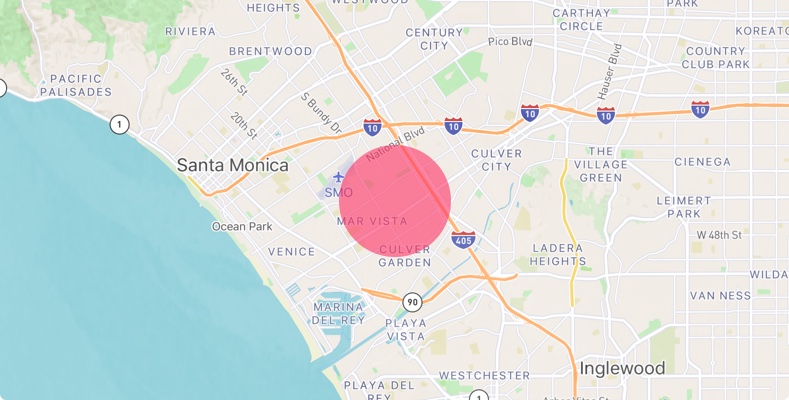 WESTWOOD
HEIGHTS
RIVIERA
BRENTWOOD
CENTURY
CITY
CARTHAY
CIRCLE
PARK
KOREATO
Pico Blvd
Hauser Blvd
COUNTRY
CLUB PARK
PACIFIC
PALISADES
26th St
20th St
S Bundy Dr
1
10
10
10
10
10
National Blvd
Santa Monica
SMO
CULVER
CITY
THE
VILLAGE
GREEN
CIENEGA
LEIMERT
PARK
Ocean Park
MAR VISTA
W 48th St
VENICE
CULVER
GARDEN
405
LADERA
HEIGHTS
WILDA
VAN NESS
90
MARINA
DEL REY
PLAYA
VISTA
Inglewood
WESTCHESTER
PLAYA DEL
REY
1